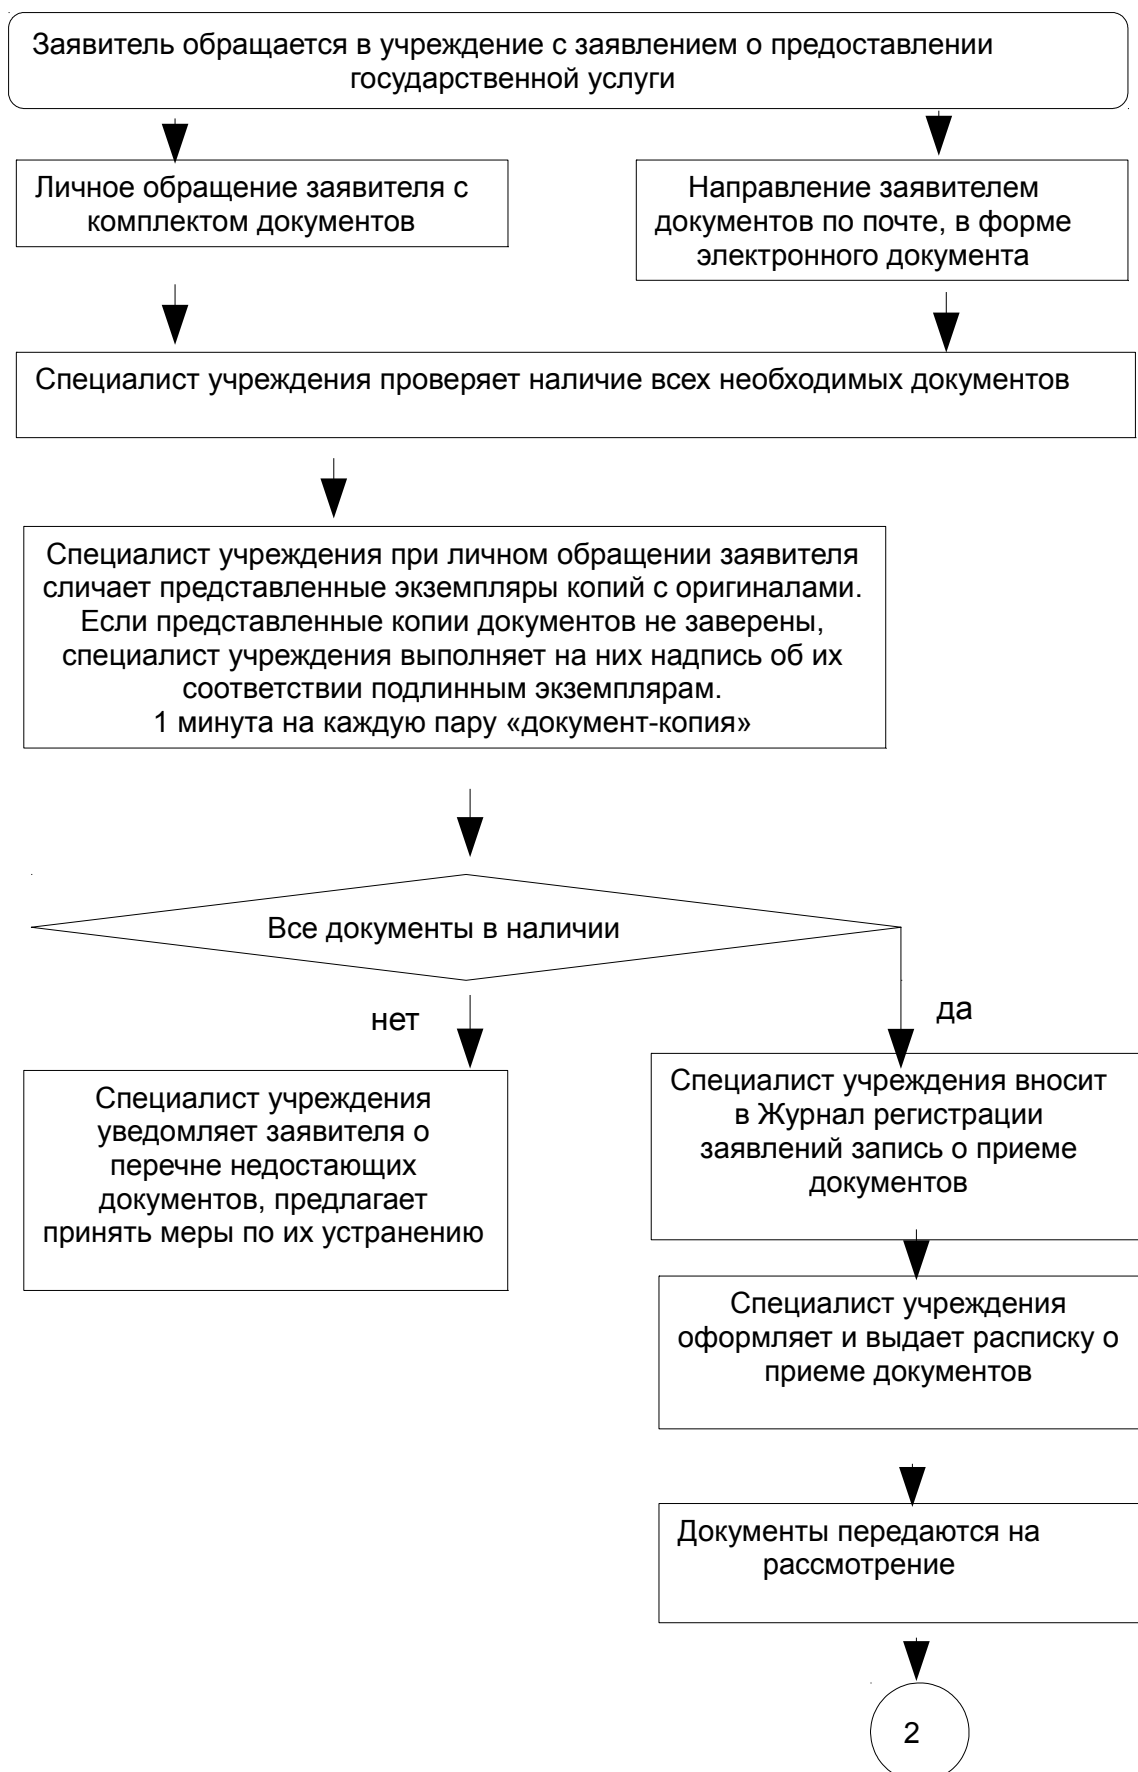 Заявитель обращается в учреждение с заявлением о предоставлении
государственной услуги
Личное обращение заявителя с
комплектом документов
Направление заявителем
документов по почте, в форме
электронного документа
Специалист учреждения проверяет наличие всех необходимых документов
Специалист учреждения при личном обращении заявителя
сличает представленные экземпляры копий с оригиналами.
Если представленные копии документов не заверены,
специалист учреждения выполняет на них надпись об их
соответствии подлинным экземплярам.
1 минута на каждую пару «документ-копия»
Все документы в наличии
нет
да
Специалист учреждения
уведомляет заявителя о
перечне недостающих
документов, предлагает
принять меры по их устранению
Специалист учреждения вносит
в Журнал регистрации
заявлений запись о приеме
документов
Специалист учреждения
оформляет и выдает расписку о
приеме документов
Документы передаются на
рассмотрение
2